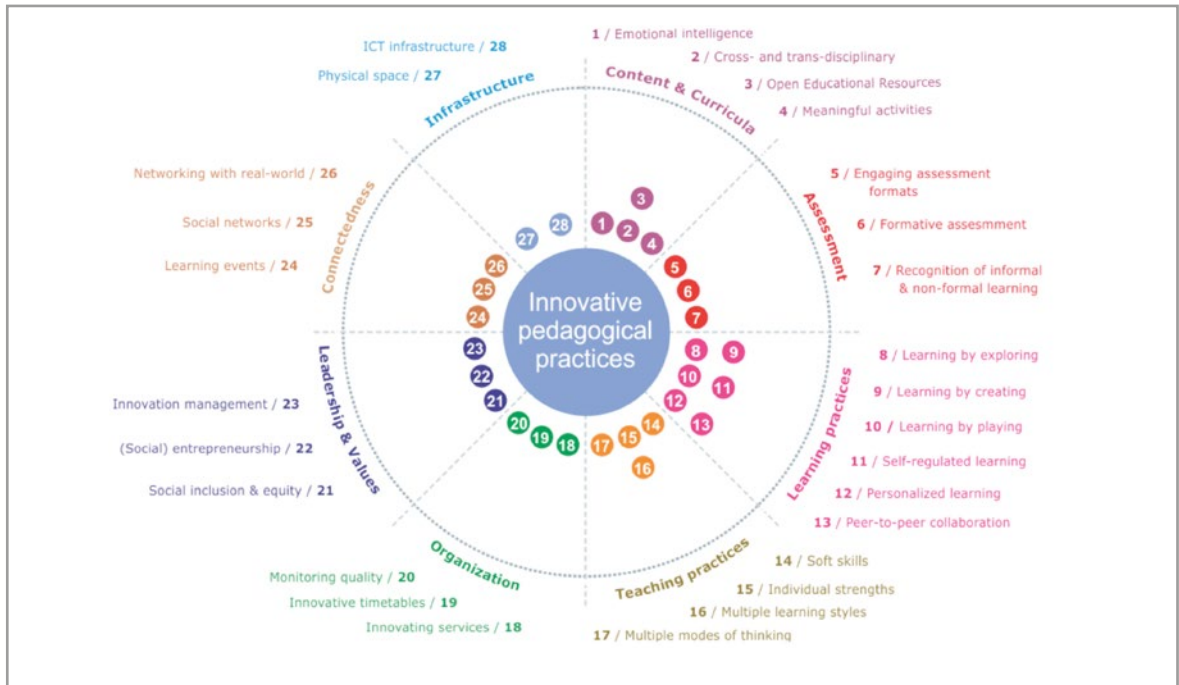 ICT infrastructure / 28
Physical space / 27
Infrastructure
1 / Emotional intelligence
2 / Cross- and trans-disciplinary
3 / Open Educational Resources
4 / Meaningful activities
Content & Curricula
5 / Engaging assessment
formats
6 / Formative assesmment
7 / Recognition of informal
& non-formal learning
Assessment
8 / Learning by exploring
9 / Learning by creating
10 / Learning by playing
11 / Self-regulated learning
12 / Personalized learning
13 / Peer-to-peer collaboration
Learning practices
14 / Soft skills
15 / Individual strengths
16 / Multiple learning styles
17 / Multiple modes of thinking
Teaching practices
Organization
Monitoring quality / 20
Innovative timetables / 19
Innovating services / 18
Leadership & Values
Innovation management / 23
(Social) entrepreneurship / 22
Social inclusion & equity / 21
Connectedness
Networking with real-world / 26
Social networks / 25
Learning events / 24
Innovative
pedagogical
practices
1
2
3
4
5
6
7
8
9
10
11
12
13
14
15
16
17
18
19
20
21
22
23
24
25
26
27
28